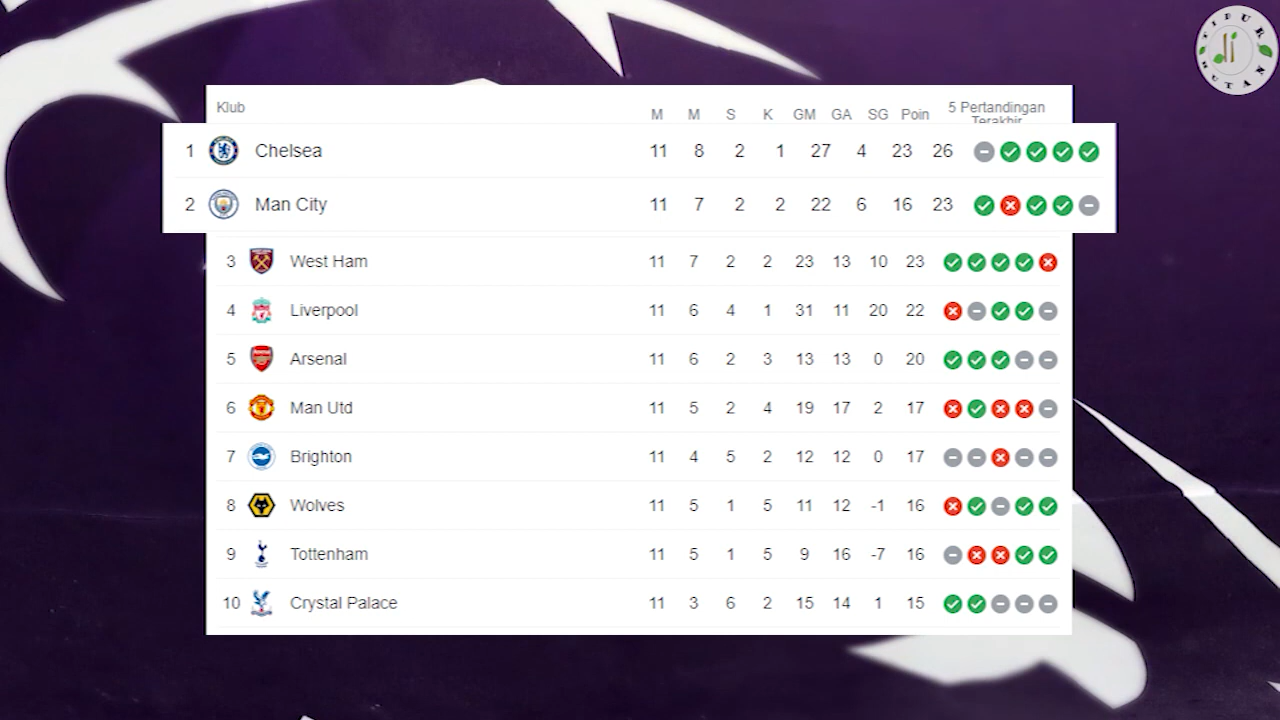 Klub M M S K GM GA SG Poin 5 Pertandingan
Terakhir
1 Chelsea 11 8 2 1 27 4 23 26
2 Man City 11 7 2 2 22 6 16 23
3 West Ham 11 7 2 2 23 13 10 23
4 Liverpool 11 6 4 1 31 11 20 22
5 Arsenal 11 6 2 3 13 13 0 20
6 Man Utd 11 5 2 4 19 17 2 17
7 Brighton 11 4 5 2 12 12 0 17
8 Wolves 11 5 1 5 11 12 -1 16
9 Tottenham 11 5 1 5 9 16 -7 16
10 Crystal Palace 11 3 6 2 15 14 1 15
TIDUR
HUTAN